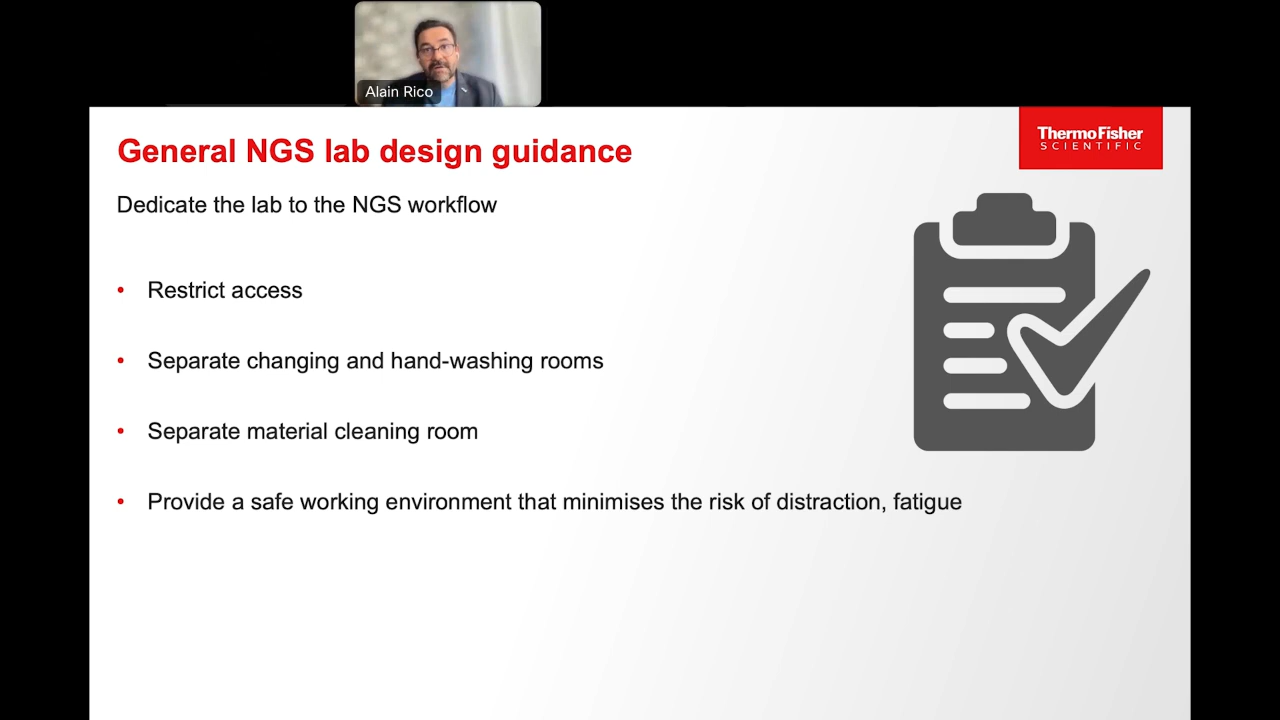 Alain Rico
General NGS lab design guidance
ThermoFisher
SCIENTIFIC
Dedicate the lab to the NGS workflow
• Restrict access
• Separate changing and hand-washing rooms
• Separate material cleaning room
• Provide a safe working environment that minimises the risk of distraction, fatigue